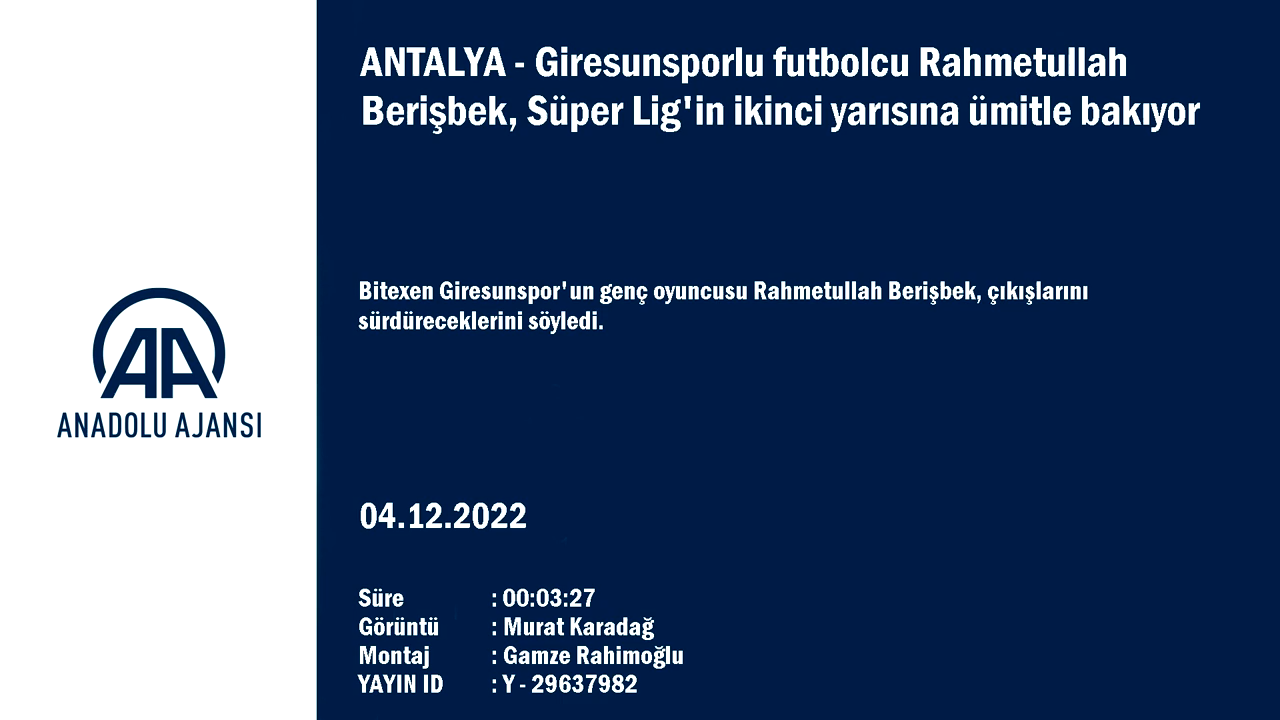 ANTALYA - Giresunsporlu futbolcu Rahmetullah
Berişbek, Süper Lig'in ikinci yarısına ümitle bakıyor
Bitexen Giresunspor'un genç oyuncusu Rahmetullah Berişbek, çıkışlarını
sürdüreceklerini söyledi.
AA
ANADOLU AJANSI
04.12.2022
Süre : 00:03:27
Görüntü : Murat Karadağ
Montaj : Gamze Rahimoğlu
YAYIN ID : Y - 29637982